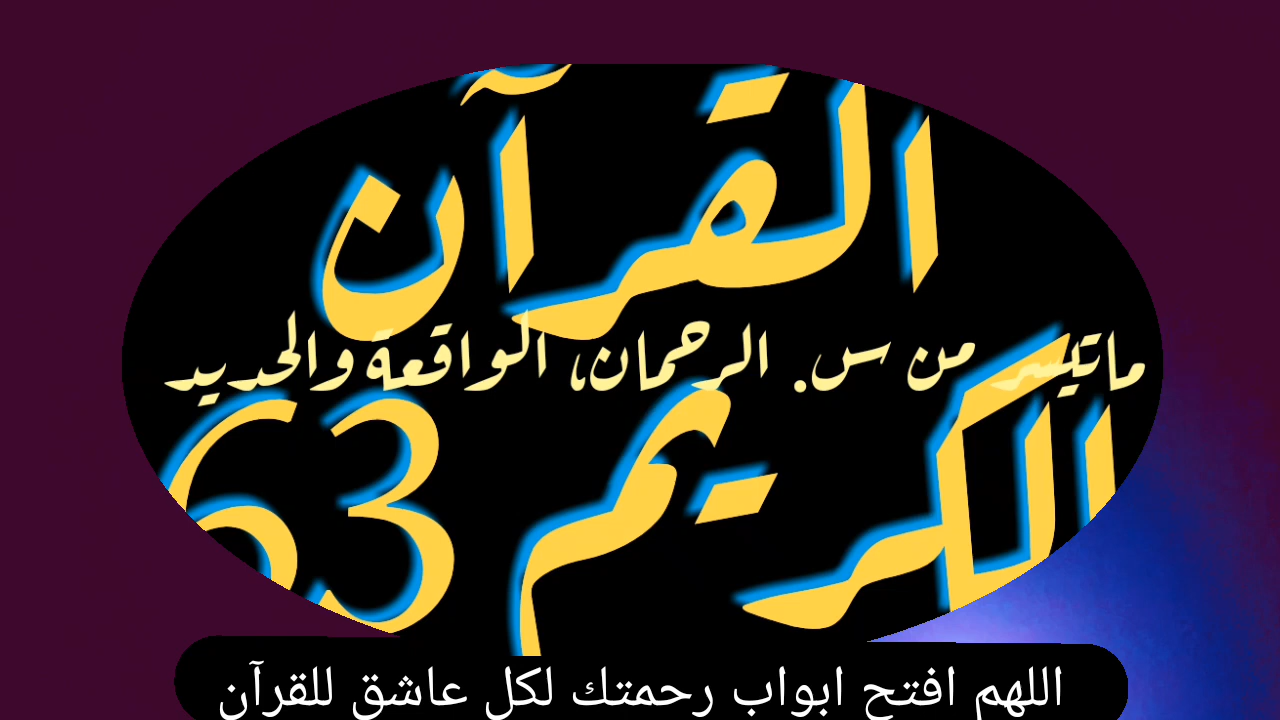 القرآن
ماتيسر من س. الرحمان، الواقعة والحديد
الكريم 63
اللهم افتح ابواب رحمتك لكل عاشق للقرآن